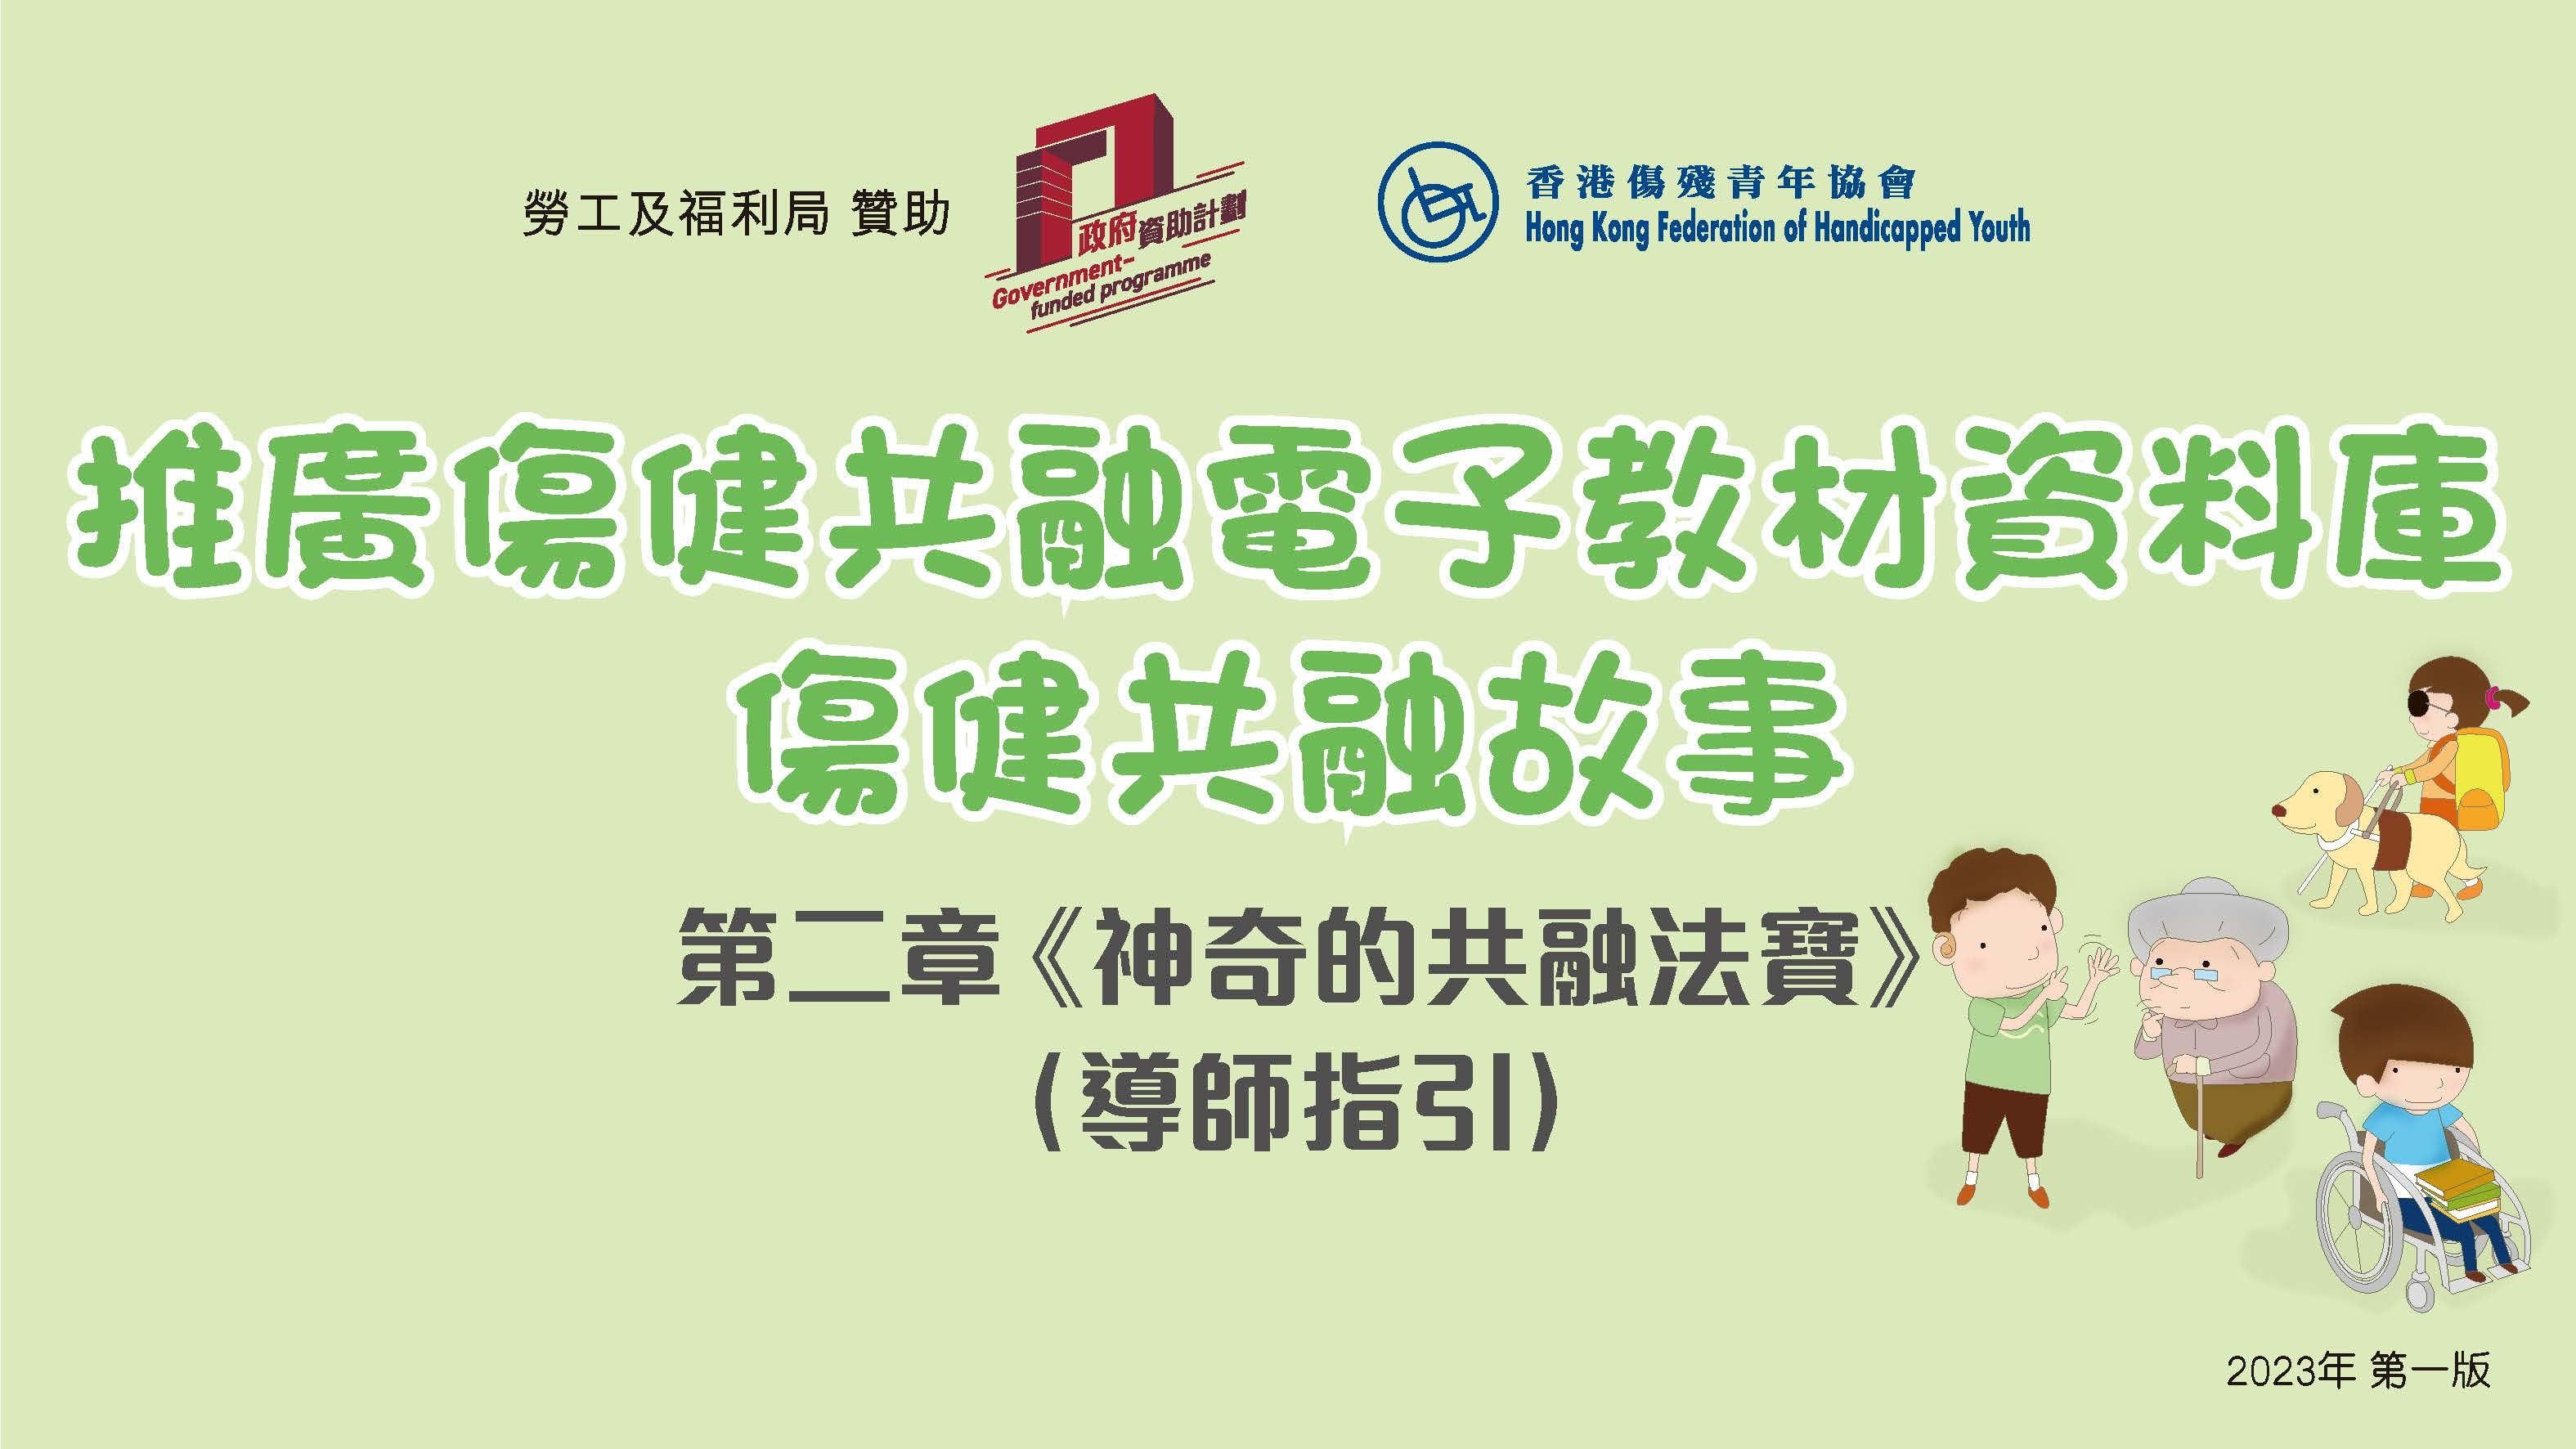 勞工及福利局 贊助
政府資助計劃
Government-
funded programme
香港傷殘青年協會
Hong Kong Federation of Handicapped Youth
推廣傷健共融電子教材資料庫
傷健共融故事
第二章《神奇的共融法寶》
(導師指引)
2023年 第一版